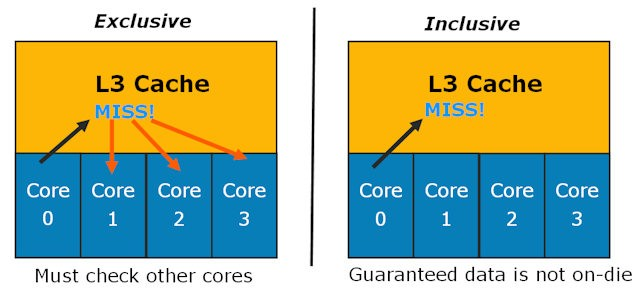 Exclusive
L3 Cache
MISS!
Core 0
Core 1
Core 2
Core 3
Must check other cores
Inclusive
L3 Cache
MISS!
Core 0
Core 1
Core 2
Core 3
Guaranteed data is not on-die